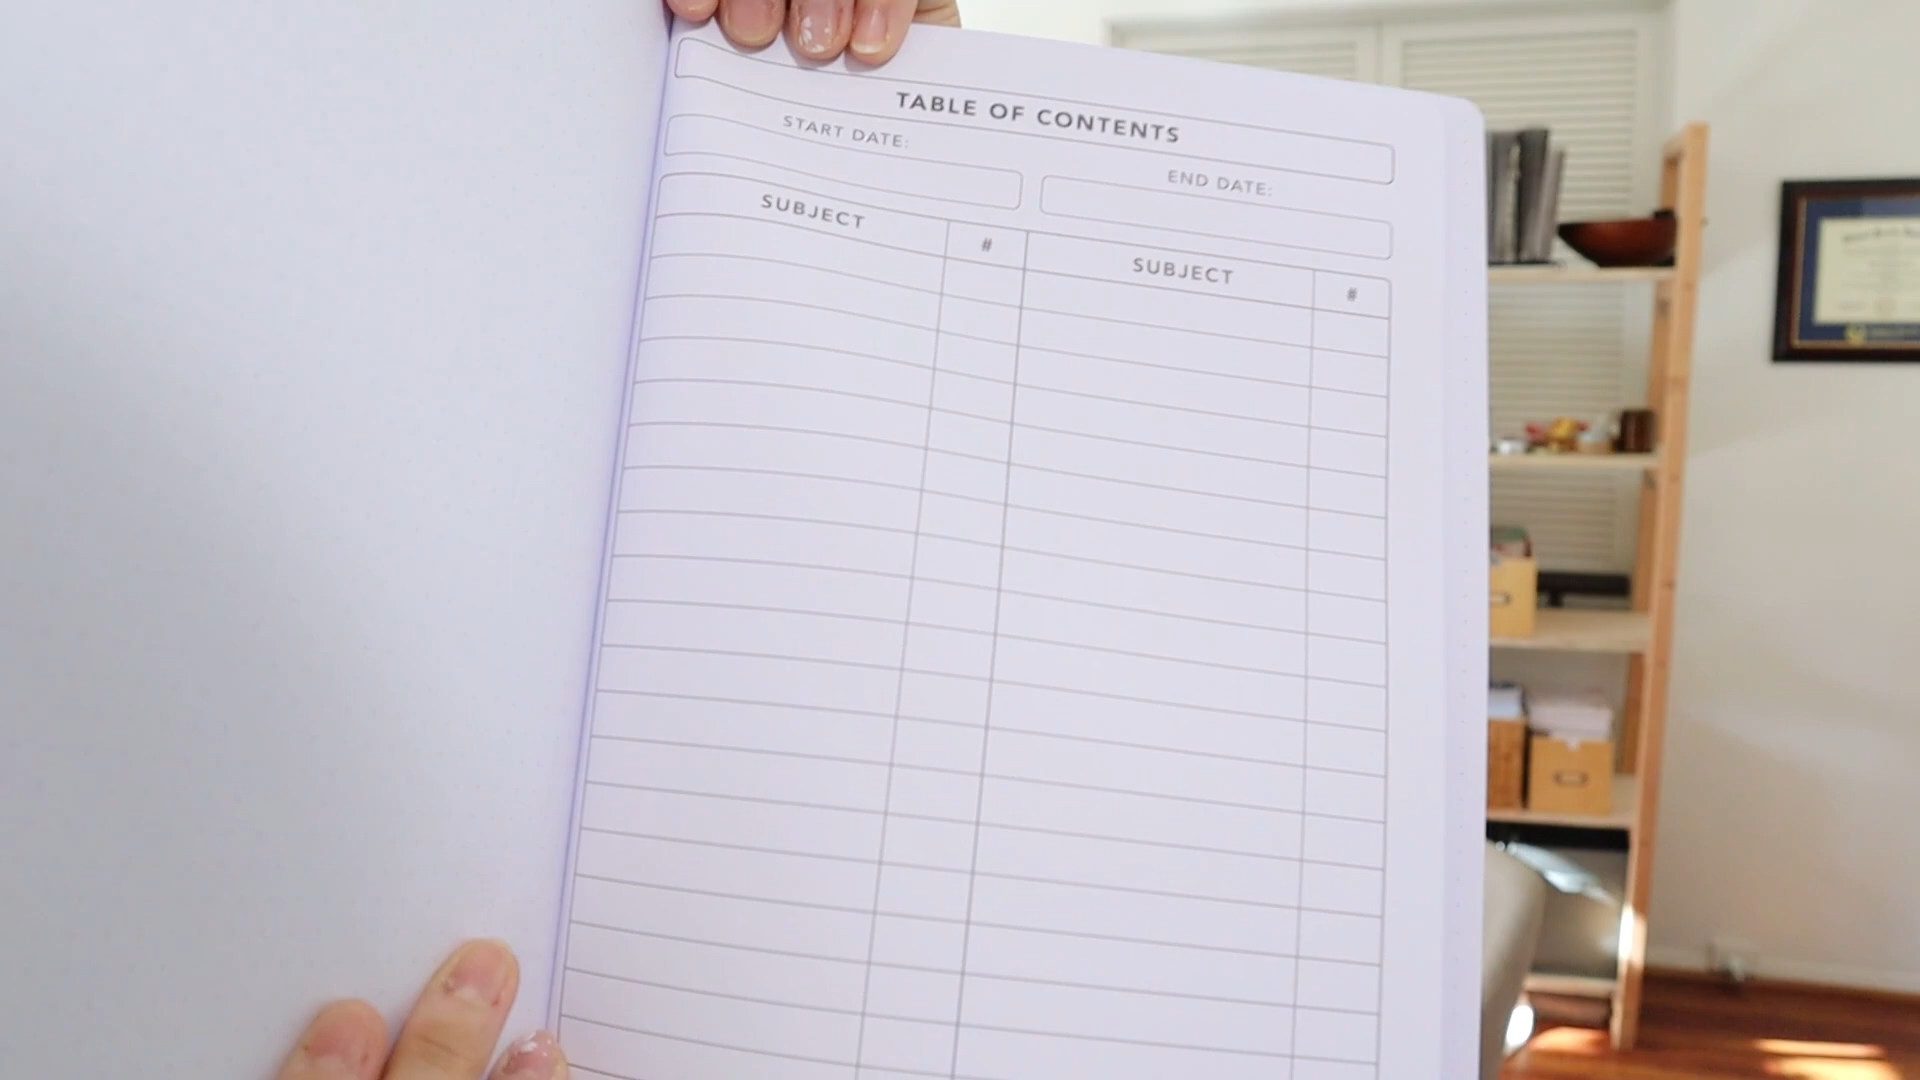 TABLE OF CONTENTS
START DATE:
END DATE:
SUBJECT
#
SUBJECT
#